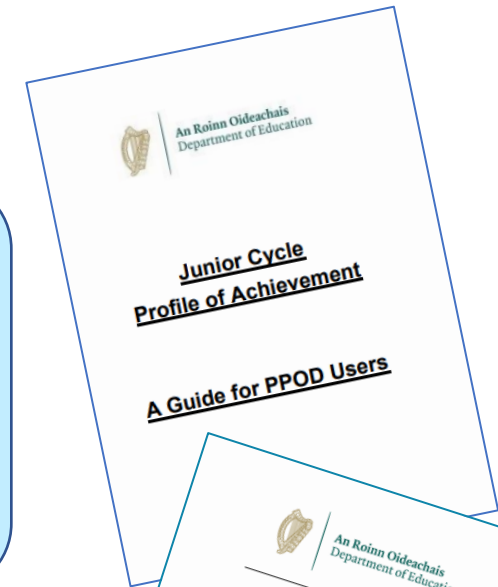 An Roinn Oideachais
Department of Education
Junior Cycle
Profile of Achievement
A Guide for PPOD Users
An Roinn Oideachais
Department of